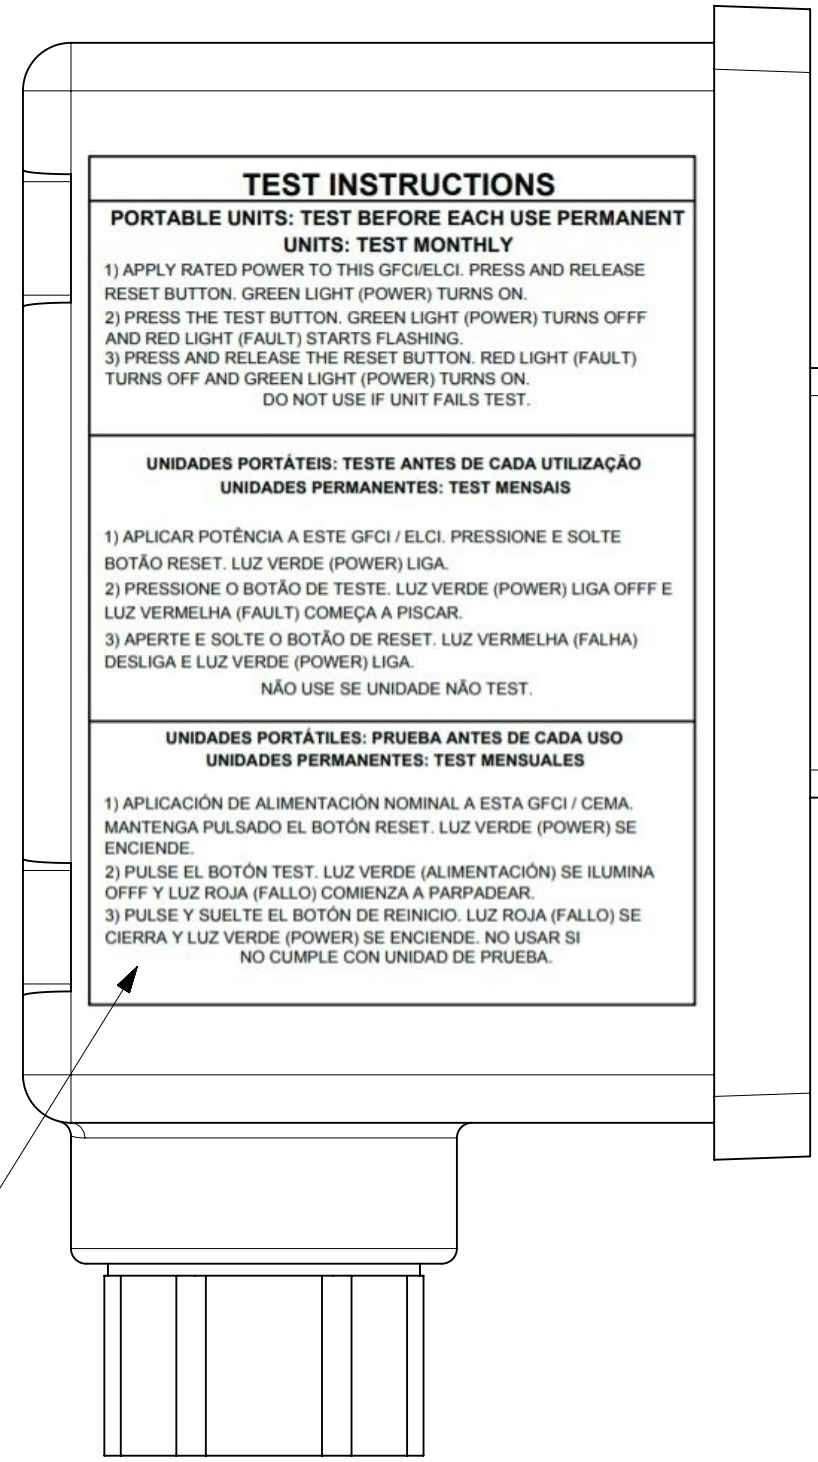 TEST INSTRUCTIONS
PORTABLE UNITS: TEST BEFORE EACH USE PERMANENT
UNITS: TEST MONTHLY
1) APPLY RATED POWER TO THIS GFCI/ELCI. PRESS AND RELEASE
RESET BUTTON. GREEN LIGHT (POWER) TURNS ON.
2) PRESS THE TEST BUTTON. GREEN LIGHT (POWER) TURNS OFFF
AND RED LIGHT (FAULT) STARTS FLASHING.
3) PRESS AND RELEASE THE RESET BUTTON. RED LIGHT (FAULT)
TURNS OFF AND GREEN LIGHT (POWER) TURNS ON.
DO NOT USE IF UNIT FAILS TEST.
UNIDADES PORTÁTEIS: TESTE ANTES DE CADA UTILIZAÇÃO
UNIDADES PERMANENTES: TEST MENSAIS
1) APLICAR POTÊNCIA A ESTE GFCI / ELCI. PRESSIONE E SOLTE
BOTÃO RESET. LUZ VERDE (POWER) LIGA.
2) PRESSIONE O BOTÃO DE TESTE. LUZ VERDE (POWER) LIGA OFFF E
LUZ VERMELHA (FAULT) COMEÇA A PISCAR.
3) APERTE E SOLTE O BOTÃO DE RESET. LUZ VERMELHA (FALHA)
DESLIGA E LUZ VERDE (POWER) LIGA.
NÃO USE SE UNIDADE NÃO TEST.
UNIDADES PORTÁTILES: PRUEBA ANTES DE CADA USO
UNIDADES PERMANENTES: TEST MENSUALES
1) APLICACIÓN DE ALIMENTACIÓN NOMINAL A ESTA GFCI / CEMA.
MANTENGA PULSADO EL BOTÓN RESET. LUZ VERDE (POWER) SE
ENCIENDE.
2) PULSE EL BOTÓN TEST. LUZ VERDE (ALIMENTACIÓN) SE ILUMINA
OFFF Y LUZ ROJA (FALLO) COMIENZA A PARPADEAR.
3) PULSE Y SUELTE EL BOTÓN DE REINICIO. LUZ ROJA (FALLO) SE
CIERRA Y LUZ VERDE (POWER) SE ENCIENDE. NO USAR SI
NO CUMPLE CON UNIDAD DE PRUEBA.